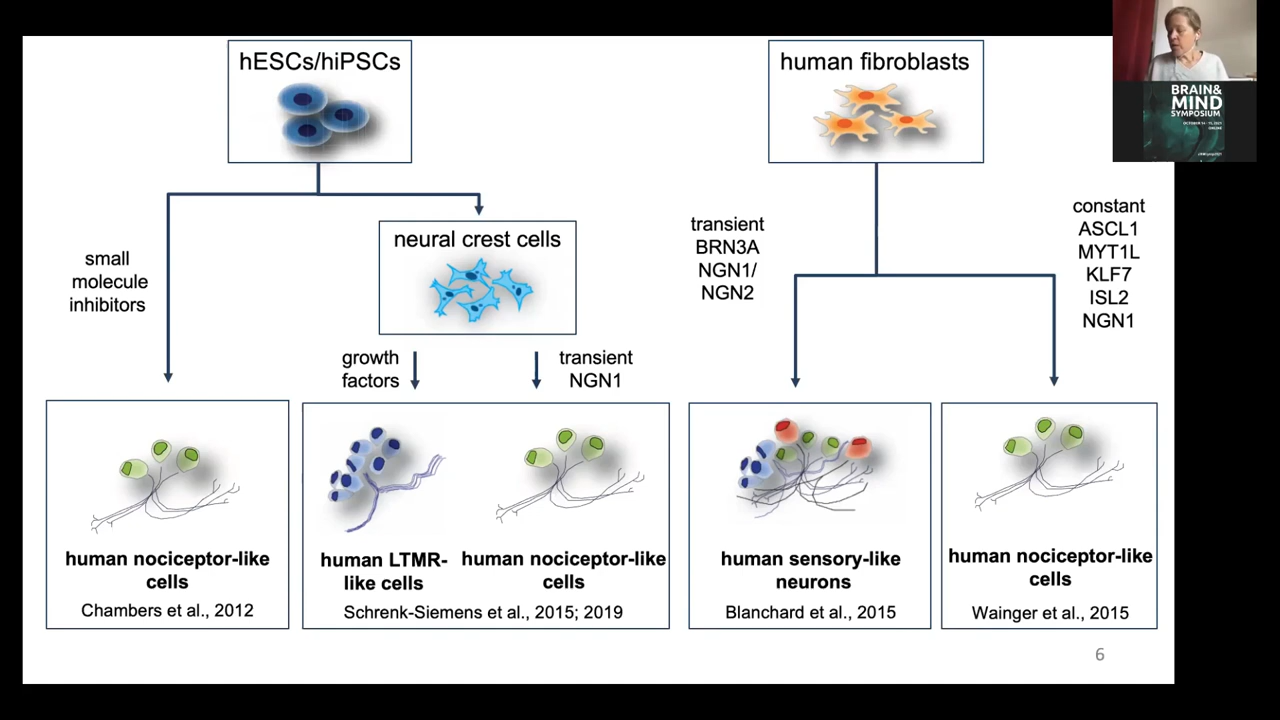 hESCs/hiPSCs
human fibroblasts
BRAIN&
MIND
SYMPOSIUM
ONLINE
small
molecule
inhibitors
neural crest cells
growth
factors
transient
NGN1
transient
BRN3A
NGN1/
NGN2
constant
ASCL1
MYT1L
KLF7
ISL2
NGN1
human nociceptor-like
cells
Chambers et al., 2012
human LTMR-
like cells
human nociceptor-like
cells
Schrenk-Siemens et al., 2015; 2019
human sensory-like
neurons
Blanchard et al., 2015
human nociceptor-like
cells
Wainger et al., 2015
6